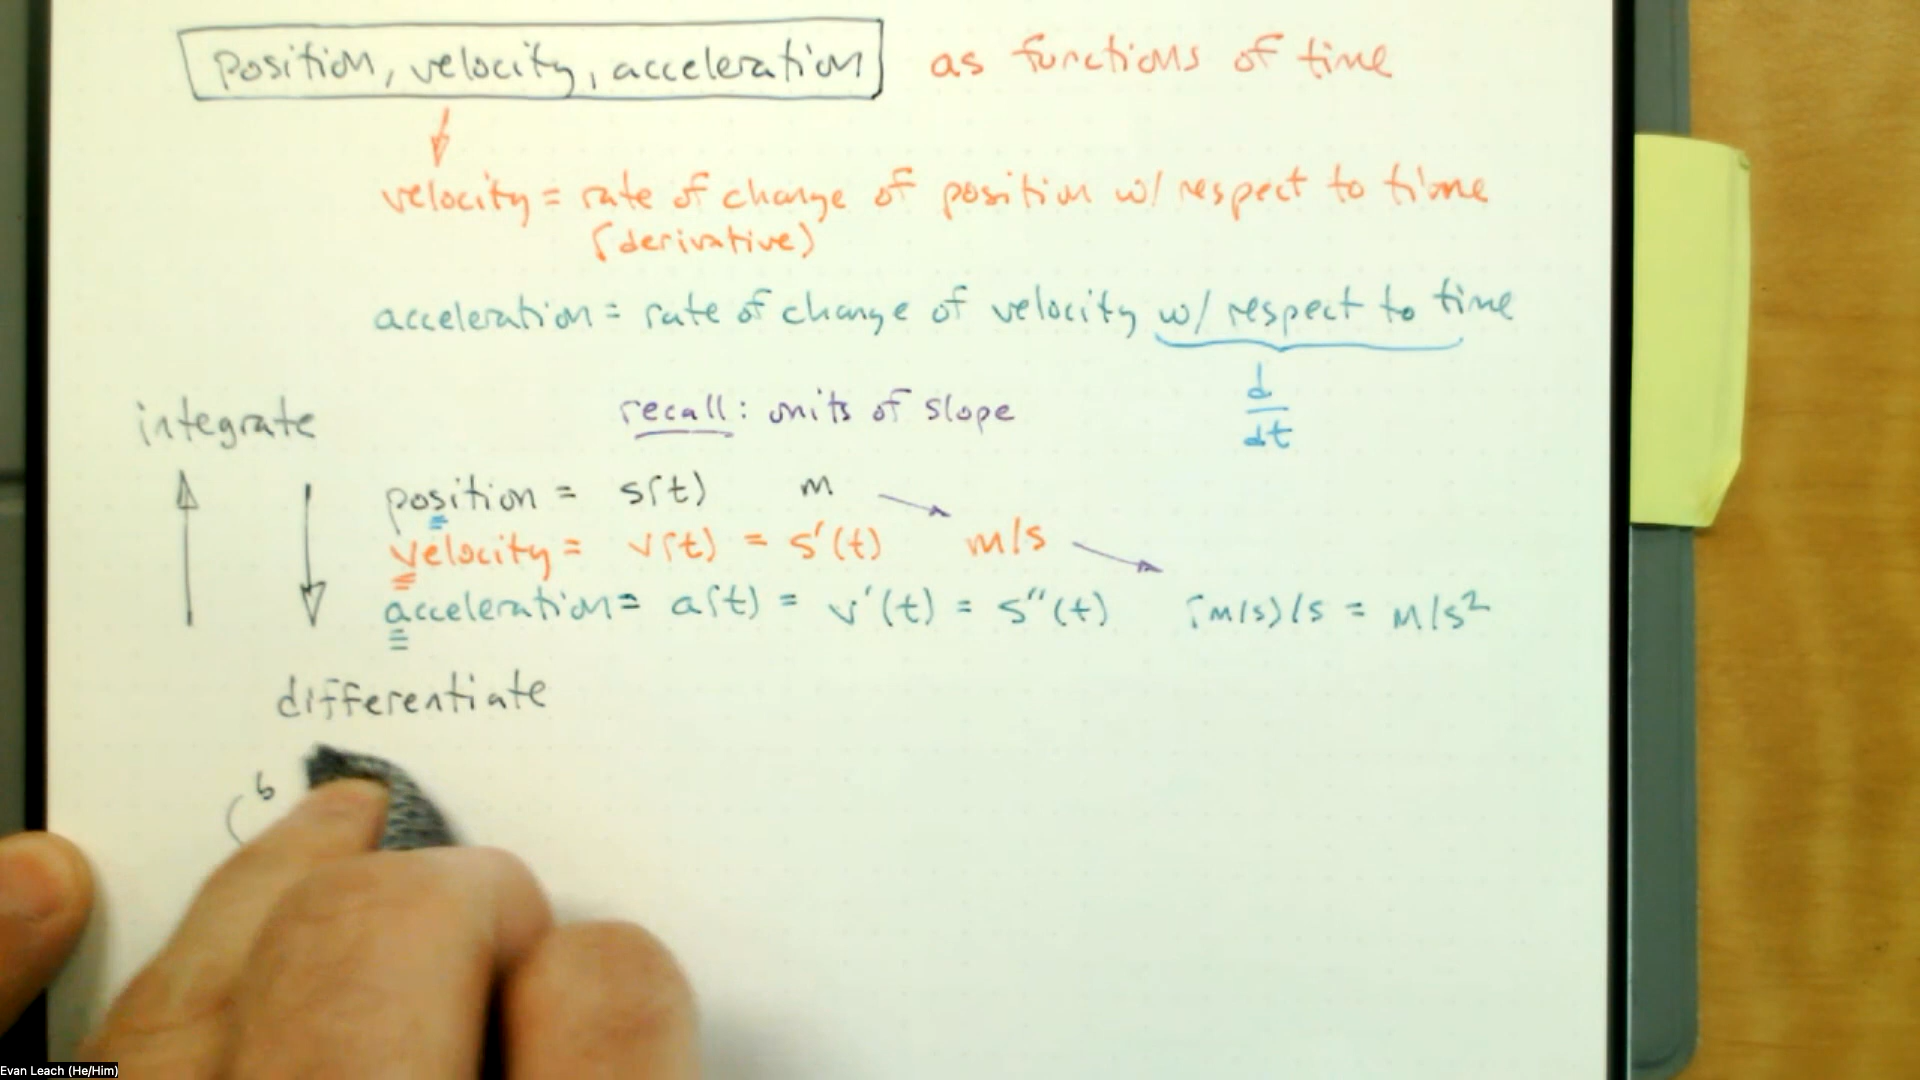 position, velocity, acceleration as functions of time
velocity = rate of change of position w/ respect to time
(derivative)
acceleration = rate of change of velocity w/ respect to time
d
dt
integrate
recall: units of slope
position = s(t) m
velocity = v(t) = s'(t) m/s
acceleration = a(t) = v'(t) = s''(t) (m/s)/s = m/s²
differentiate
b
Evan Leach (He/Him)